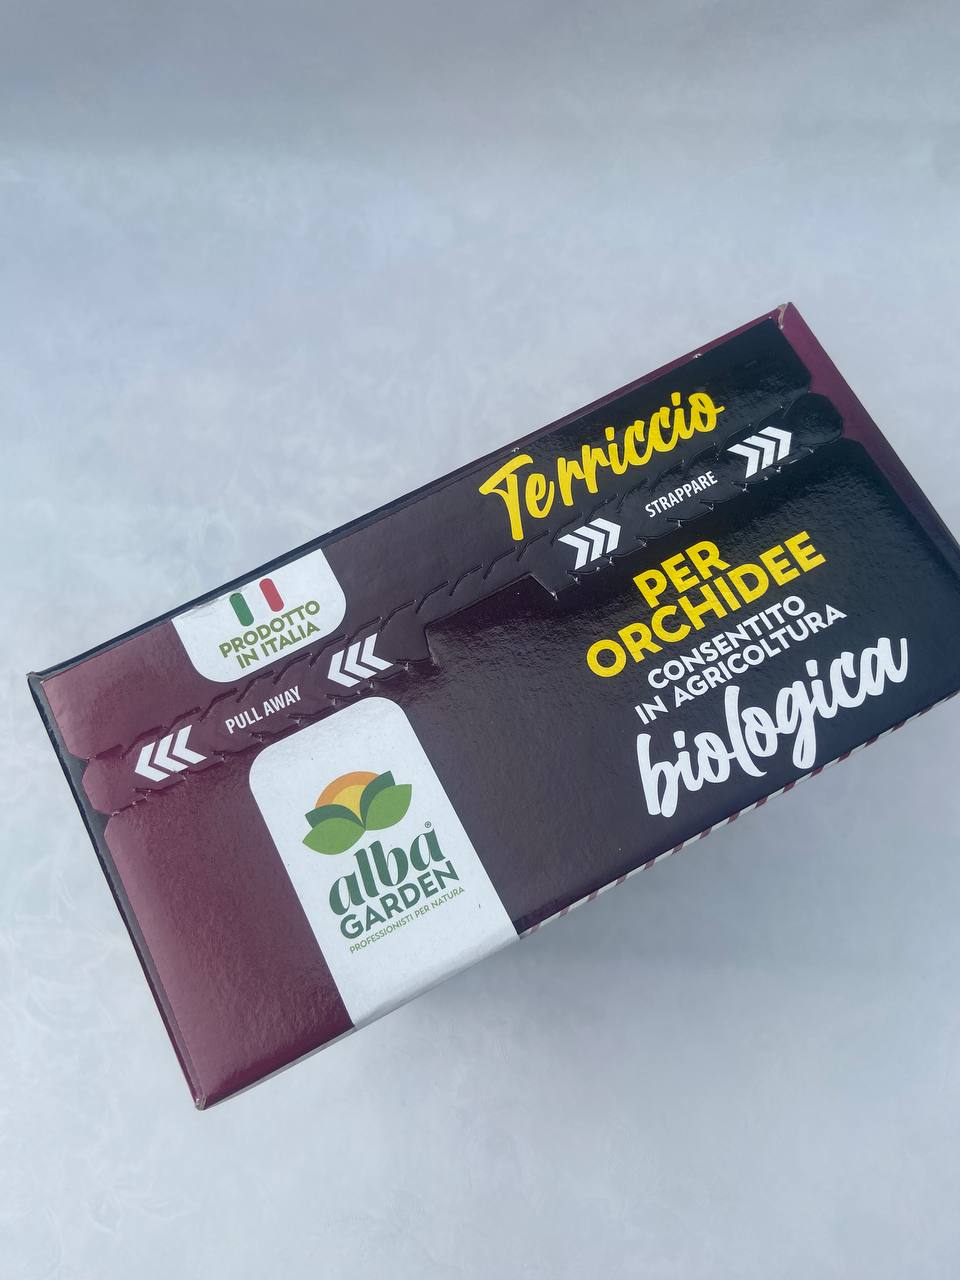 Terriccio
STRAPPARE
PER
ORCHIDEE
CONSENTITO
IN AGRICOLTURA
biologica
PRODOTTO
IN ITALIA
PULL AWAY
alba®
GARDEN
PROFESSIONISTI PER NATURA